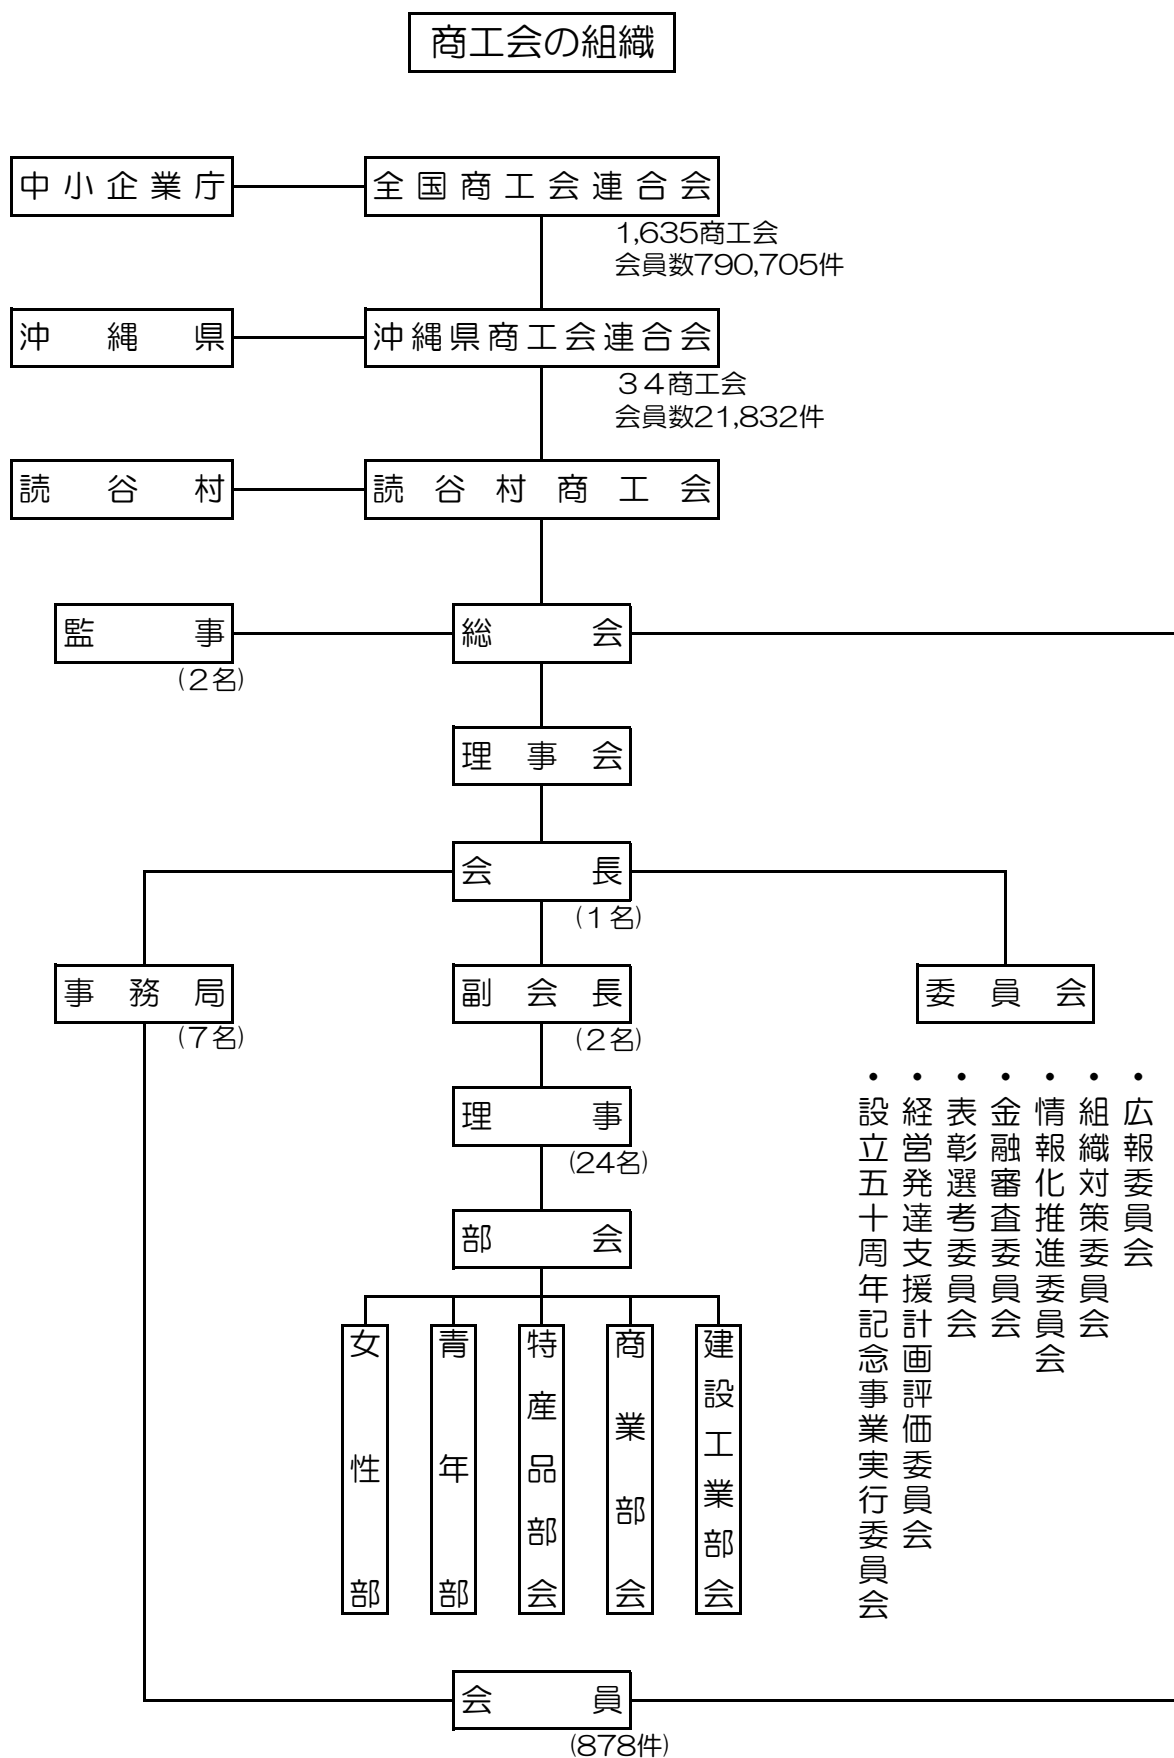 商工会の組織
中小企業庁
全国商工会連合会
1,635商工会
会員数790,705件
沖縄県
沖縄県商工会連合会
34商工会
会員数21,832件
読谷村
読谷村商工会
監事
(2名)
総会
理事会
会長
(1名)
事務局
(7名)
副会長
(2名)
委員会
理事
(24名)
部会
・広報委員会
・組織対策委員会
・情報化推進委員会
・金融審査委員会
・表彰選考委員会
・経営発達支援計画評価委員会
・設立五十周年記念事業実行委員会
建設工業部会
商業部会
特産品部会
青年部
女性部
会員
(878件)